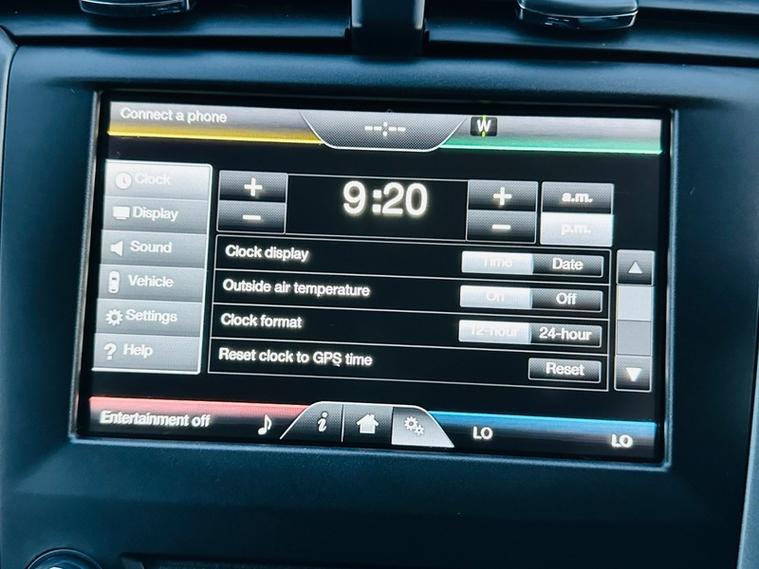 Connect a phone
--:--
W
Clock
+ 9:20 + a.m.
Display
− − p.m.
Sound
Clock display Time Date
Vehicle
Outside air temperature On Off
Settings
Clock format 12-hour 24-hour
? Help
Reset clock to GPS time Reset
Entertainment off
i
LO
LO